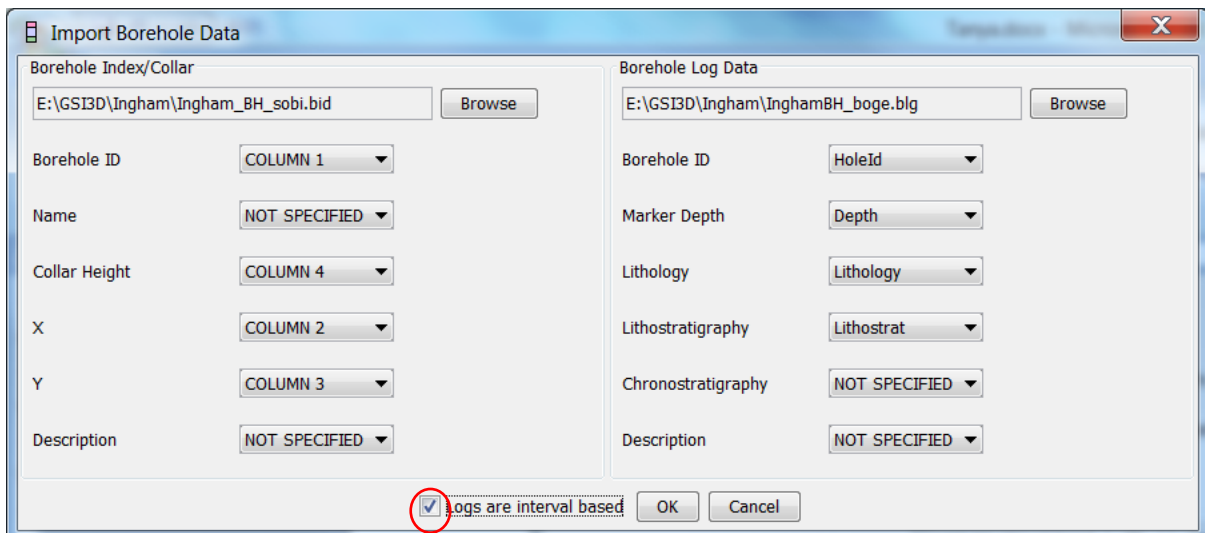 Import Borehole Data
Borehole Index/Collar
E:\GSI3D\Ingham\Ingham_BH_sobi.bid Browse
Borehole ID COLUMN 1
Name NOT SPECIFIED
Collar Height COLUMN 4
X COLUMN 2
Y COLUMN 3
Description NOT SPECIFIED
Borehole Log Data
E:\GSI3D\Ingham\InghamBH_boge.blg Browse
Borehole ID HoleId
Marker Depth Depth
Lithology Lithology
Lithostratigraphy Lithostrat
Chronostratigraphy NOT SPECIFIED
Description NOT SPECIFIED
Logs are interval based OK Cancel